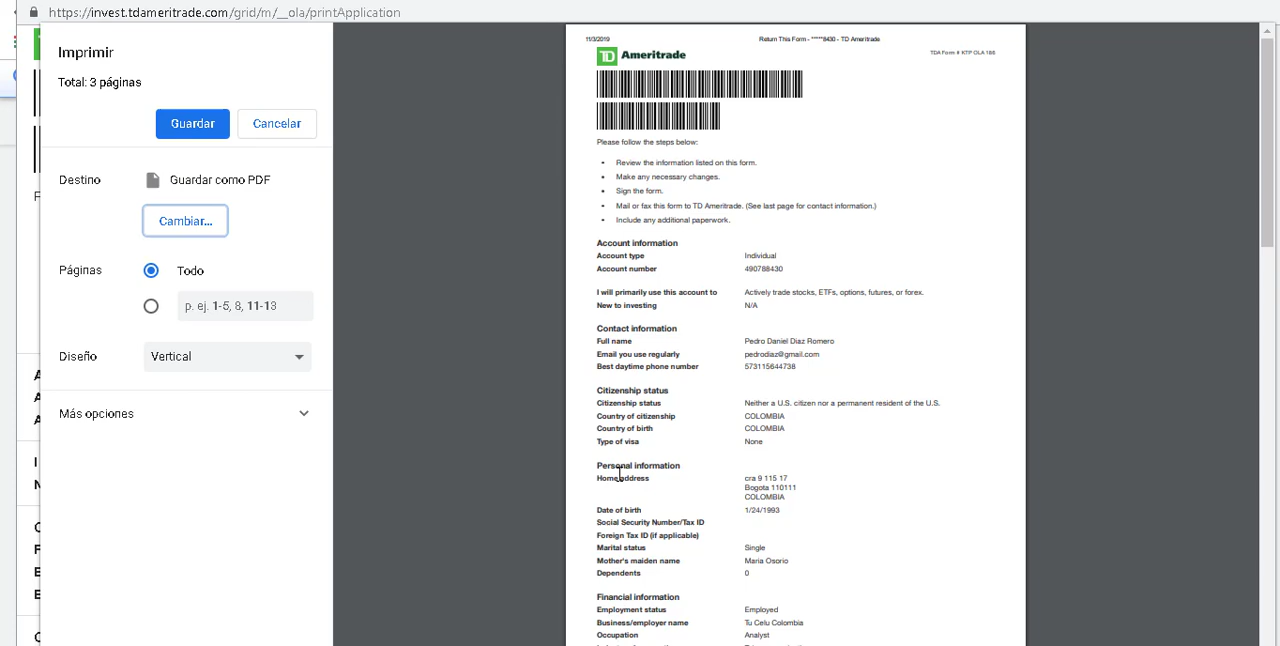 https://invest.tdameritrade.com/grid/m/__ola/printApplication
Imprimir
Total: 3 páginas
Guardar
Cancelar
Destino
Guardar como PDF
Cambiar...
Páginas
Todo
p. ej. 1-5, 8, 11-13
Diseño
Vertical
Más opciones
11/3/2019
Return This Form - *****8430 - TD Ameritrade
TD Ameritrade
TDA Form # KTP OLA 186
Please follow the steps below:
• Review the information listed on this form.
• Make any necessary changes.
• Sign the form.
• Mail or fax this form to TD Ameritrade. (See last page for contact information.)
• Include any additional paperwork.
Account information
Account type Individual
Account number 490788430
I will primarily use this account to Actively trade stocks, ETFs, options, futures, or forex.
New to investing N/A
Contact information
Full name Pedro Daniel Diaz Romero
Email you use regularly pedrodiaz@gmail.com
Best daytime phone number 573115644738
Citizenship status
Citizenship status Neither a U.S. citizen nor a permanent resident of the U.S.
Country of citizenship COLOMBIA
Country of birth COLOMBIA
Type of visa None
Personal information
Home address cra 9 115 17
Bogota 110111
COLOMBIA
Date of birth 1/24/1993
Social Security Number/Tax ID
Foreign Tax ID (if applicable)
Marital status Single
Mother's maiden name Maria Osorio
Dependents 0
Financial information
Employment status Employed
Business/employer name Tu Celu Colombia
Occupation Analyst